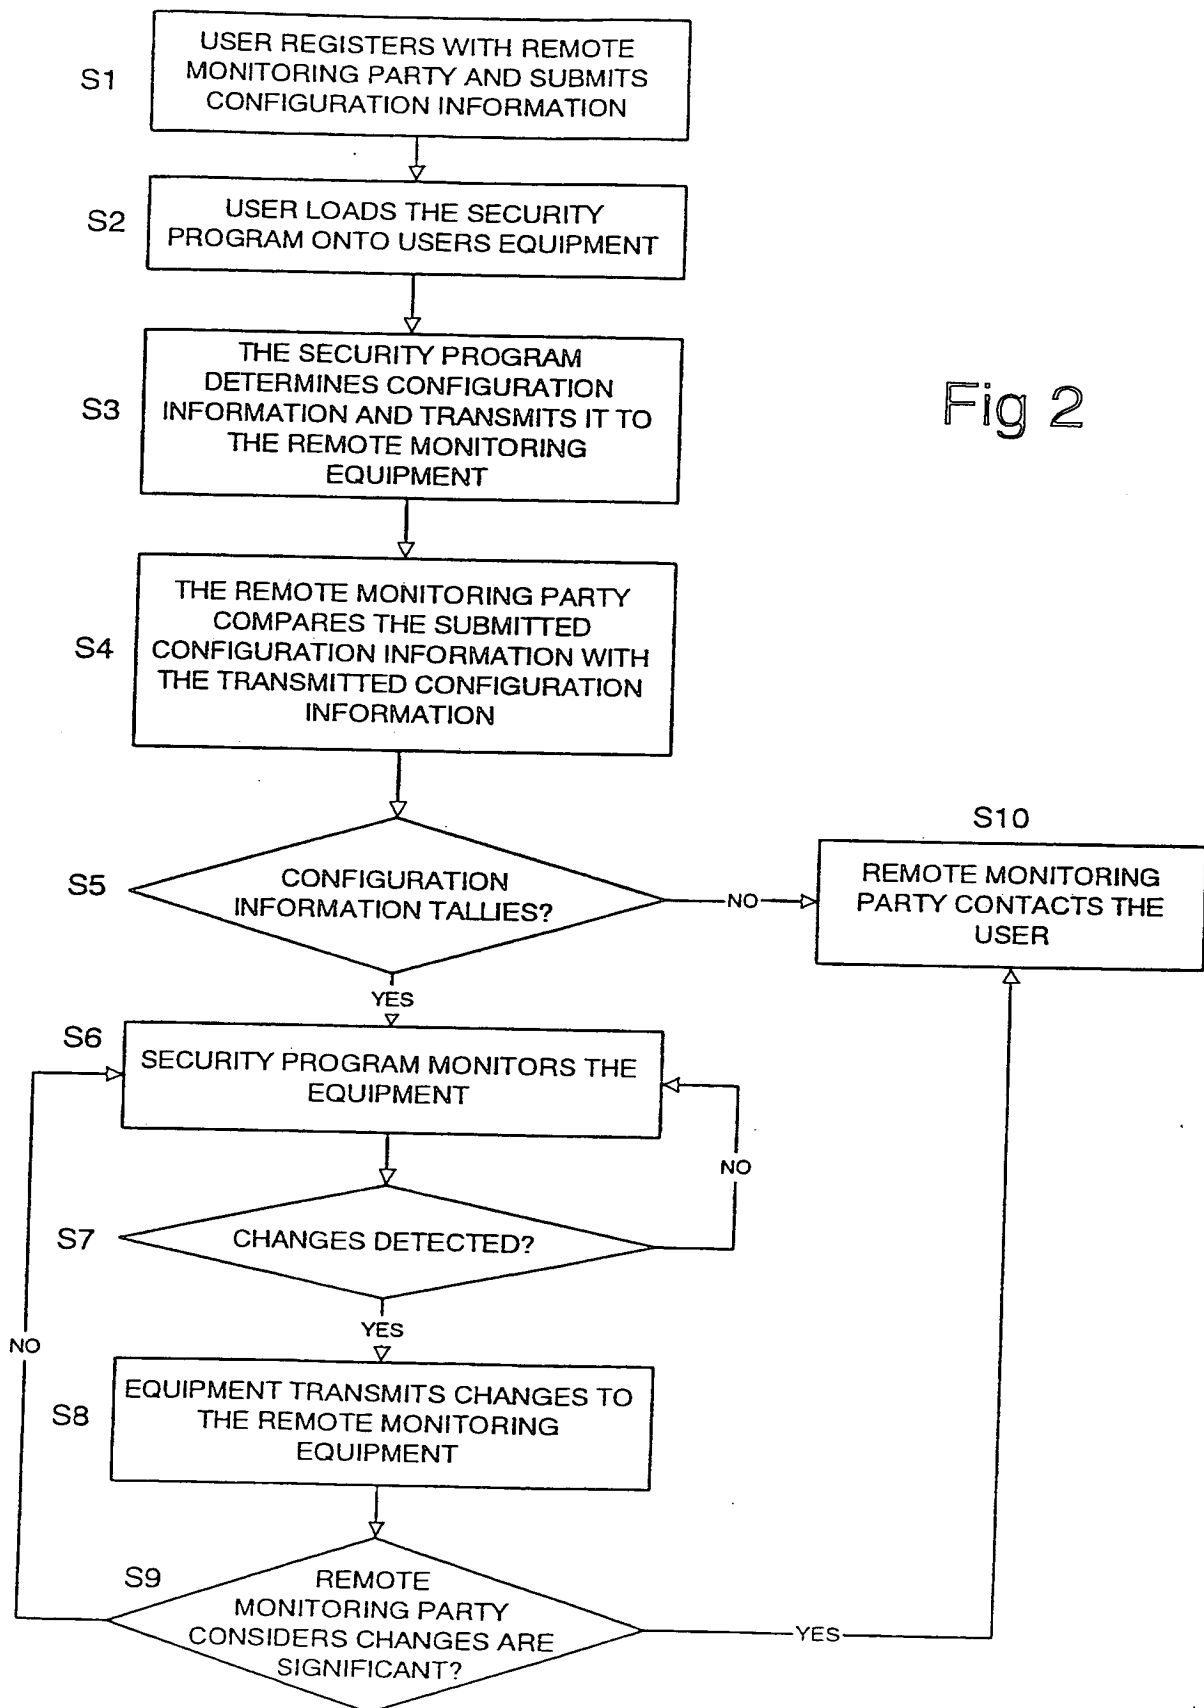 S1
USER REGISTERS WITH REMOTE
MONITORING PARTY AND SUBMITS
CONFIGURATION INFORMATION
S2
USER LOADS THE SECURITY
PROGRAM ONTO USERS EQUIPMENT
S3
THE SECURITY PROGRAM
DETERMINES CONFIGURATION
INFORMATION AND TRANSMITS IT TO
THE REMOTE MONITORING
EQUIPMENT
Fig 2
S4
THE REMOTE MONITORING PARTY
COMPARES THE SUBMITTED
CONFIGURATION INFORMATION WITH
THE TRANSMITTED CONFIGURATION
INFORMATION
S5
CONFIGURATION
INFORMATION TALLIES?
NO
S10
REMOTE MONITORING
PARTY CONTACTS THE
USER
YES
S6
SECURITY PROGRAM MONITORS THE
EQUIPMENT
NO
S7
CHANGES DETECTED?
YES
NO
S8
EQUIPMENT TRANSMITS CHANGES TO
THE REMOTE MONITORING
EQUIPMENT
S9
REMOTE
MONITORING PARTY
CONSIDERS CHANGES ARE
SIGNIFICANT?
YES